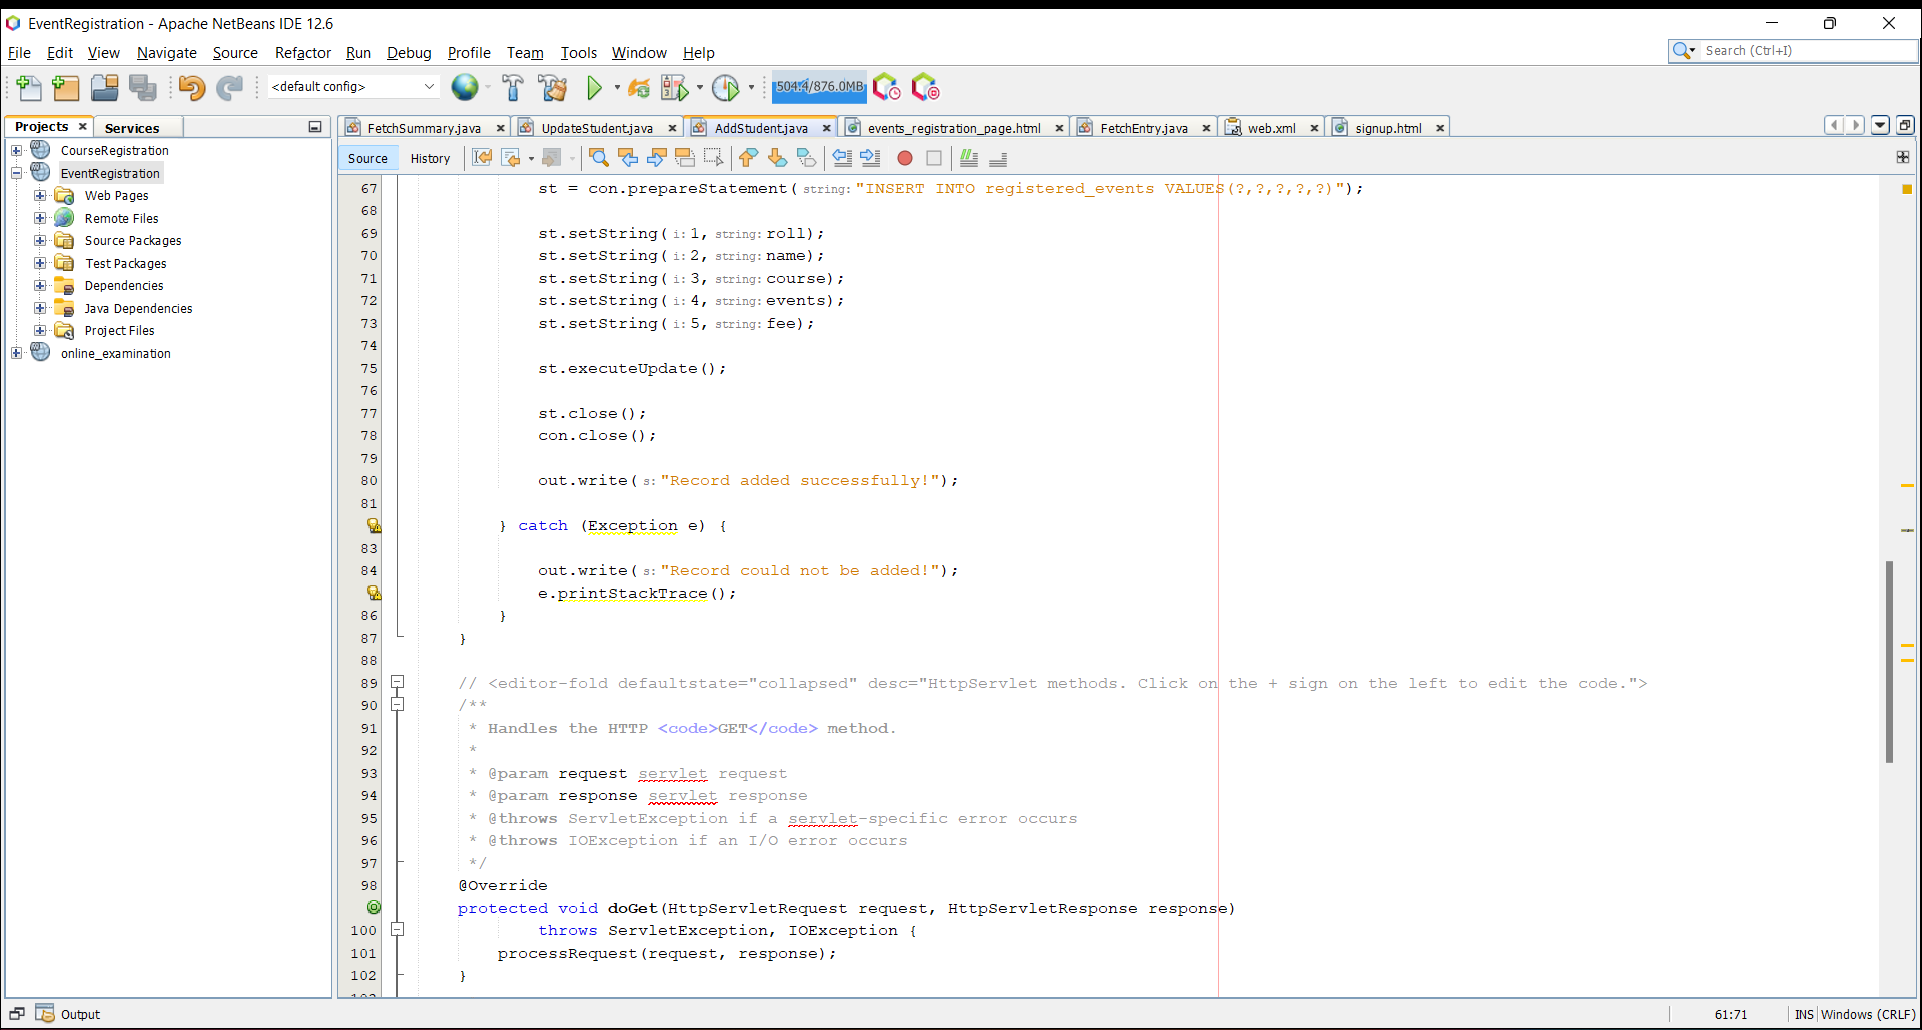 EventRegistration - Apache NetBeans IDE 12.6
File Edit View Navigate Source Refactor Run Debug Profile Team Tools Window Help
Search (Ctrl+I)
<default config>
504.4/876.0MB
Projects
Services
CourseRegistration
EventRegistration
Web Pages
Remote Files
Source Packages
Test Packages
Dependencies
Java Dependencies
Project Files
online_examination
FetchSummary.java UpdateStudent.java AddStudent.java events_registration_page.html FetchEntry.java web.xml signup.html
Source History
67 st = con.prepareStatement( string: "INSERT INTO registered_events VALUES(?,?,?,?,?)");
68
69 st.setString( i: 1, string: roll);
70 st.setString( i: 2, string: name);
71 st.setString( i: 3, string: course);
72 st.setString( i: 4, string: events);
73 st.setString( i: 5, string: fee);
74
75 st.executeUpdate();
76
77 st.close();
78 con.close();
79
80 out.write( s: "Record added successfully!");
81
} catch (Exception e) {
83
84 out.write( s: "Record could not be added!");
e.printStackTrace();
86 }
87 }
88
89 // <editor-fold defaultstate="collapsed" desc="HttpServlet methods. Click on the + sign on the left to edit the code.">
90 /**
91 * Handles the HTTP <code>GET</code> method.
92 *
93 * @param request servlet request
94 * @param response servlet response
95 * @throws ServletException if a servlet-specific error occurs
96 * @throws IOException if an I/O error occurs
97 */
98 @Override
protected void doGet(HttpServletRequest request, HttpServletResponse response)
100 throws ServletException, IOException {
101 processRequest(request, response);
102 }
Output
61:71 INS Windows (CRLF)